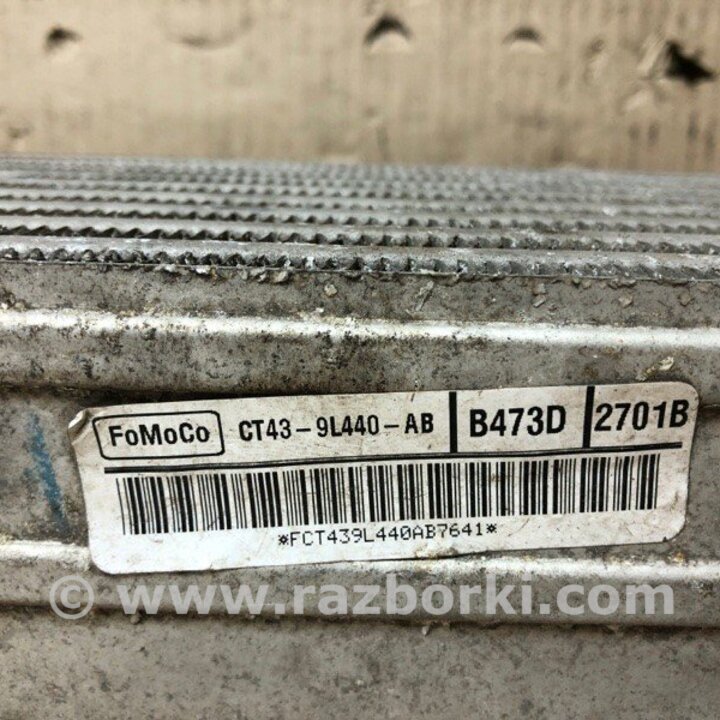 FoMoCo CT43-9L440-AB B473D 2701B
*FCT439L440AB7641*
© www.razborki.com